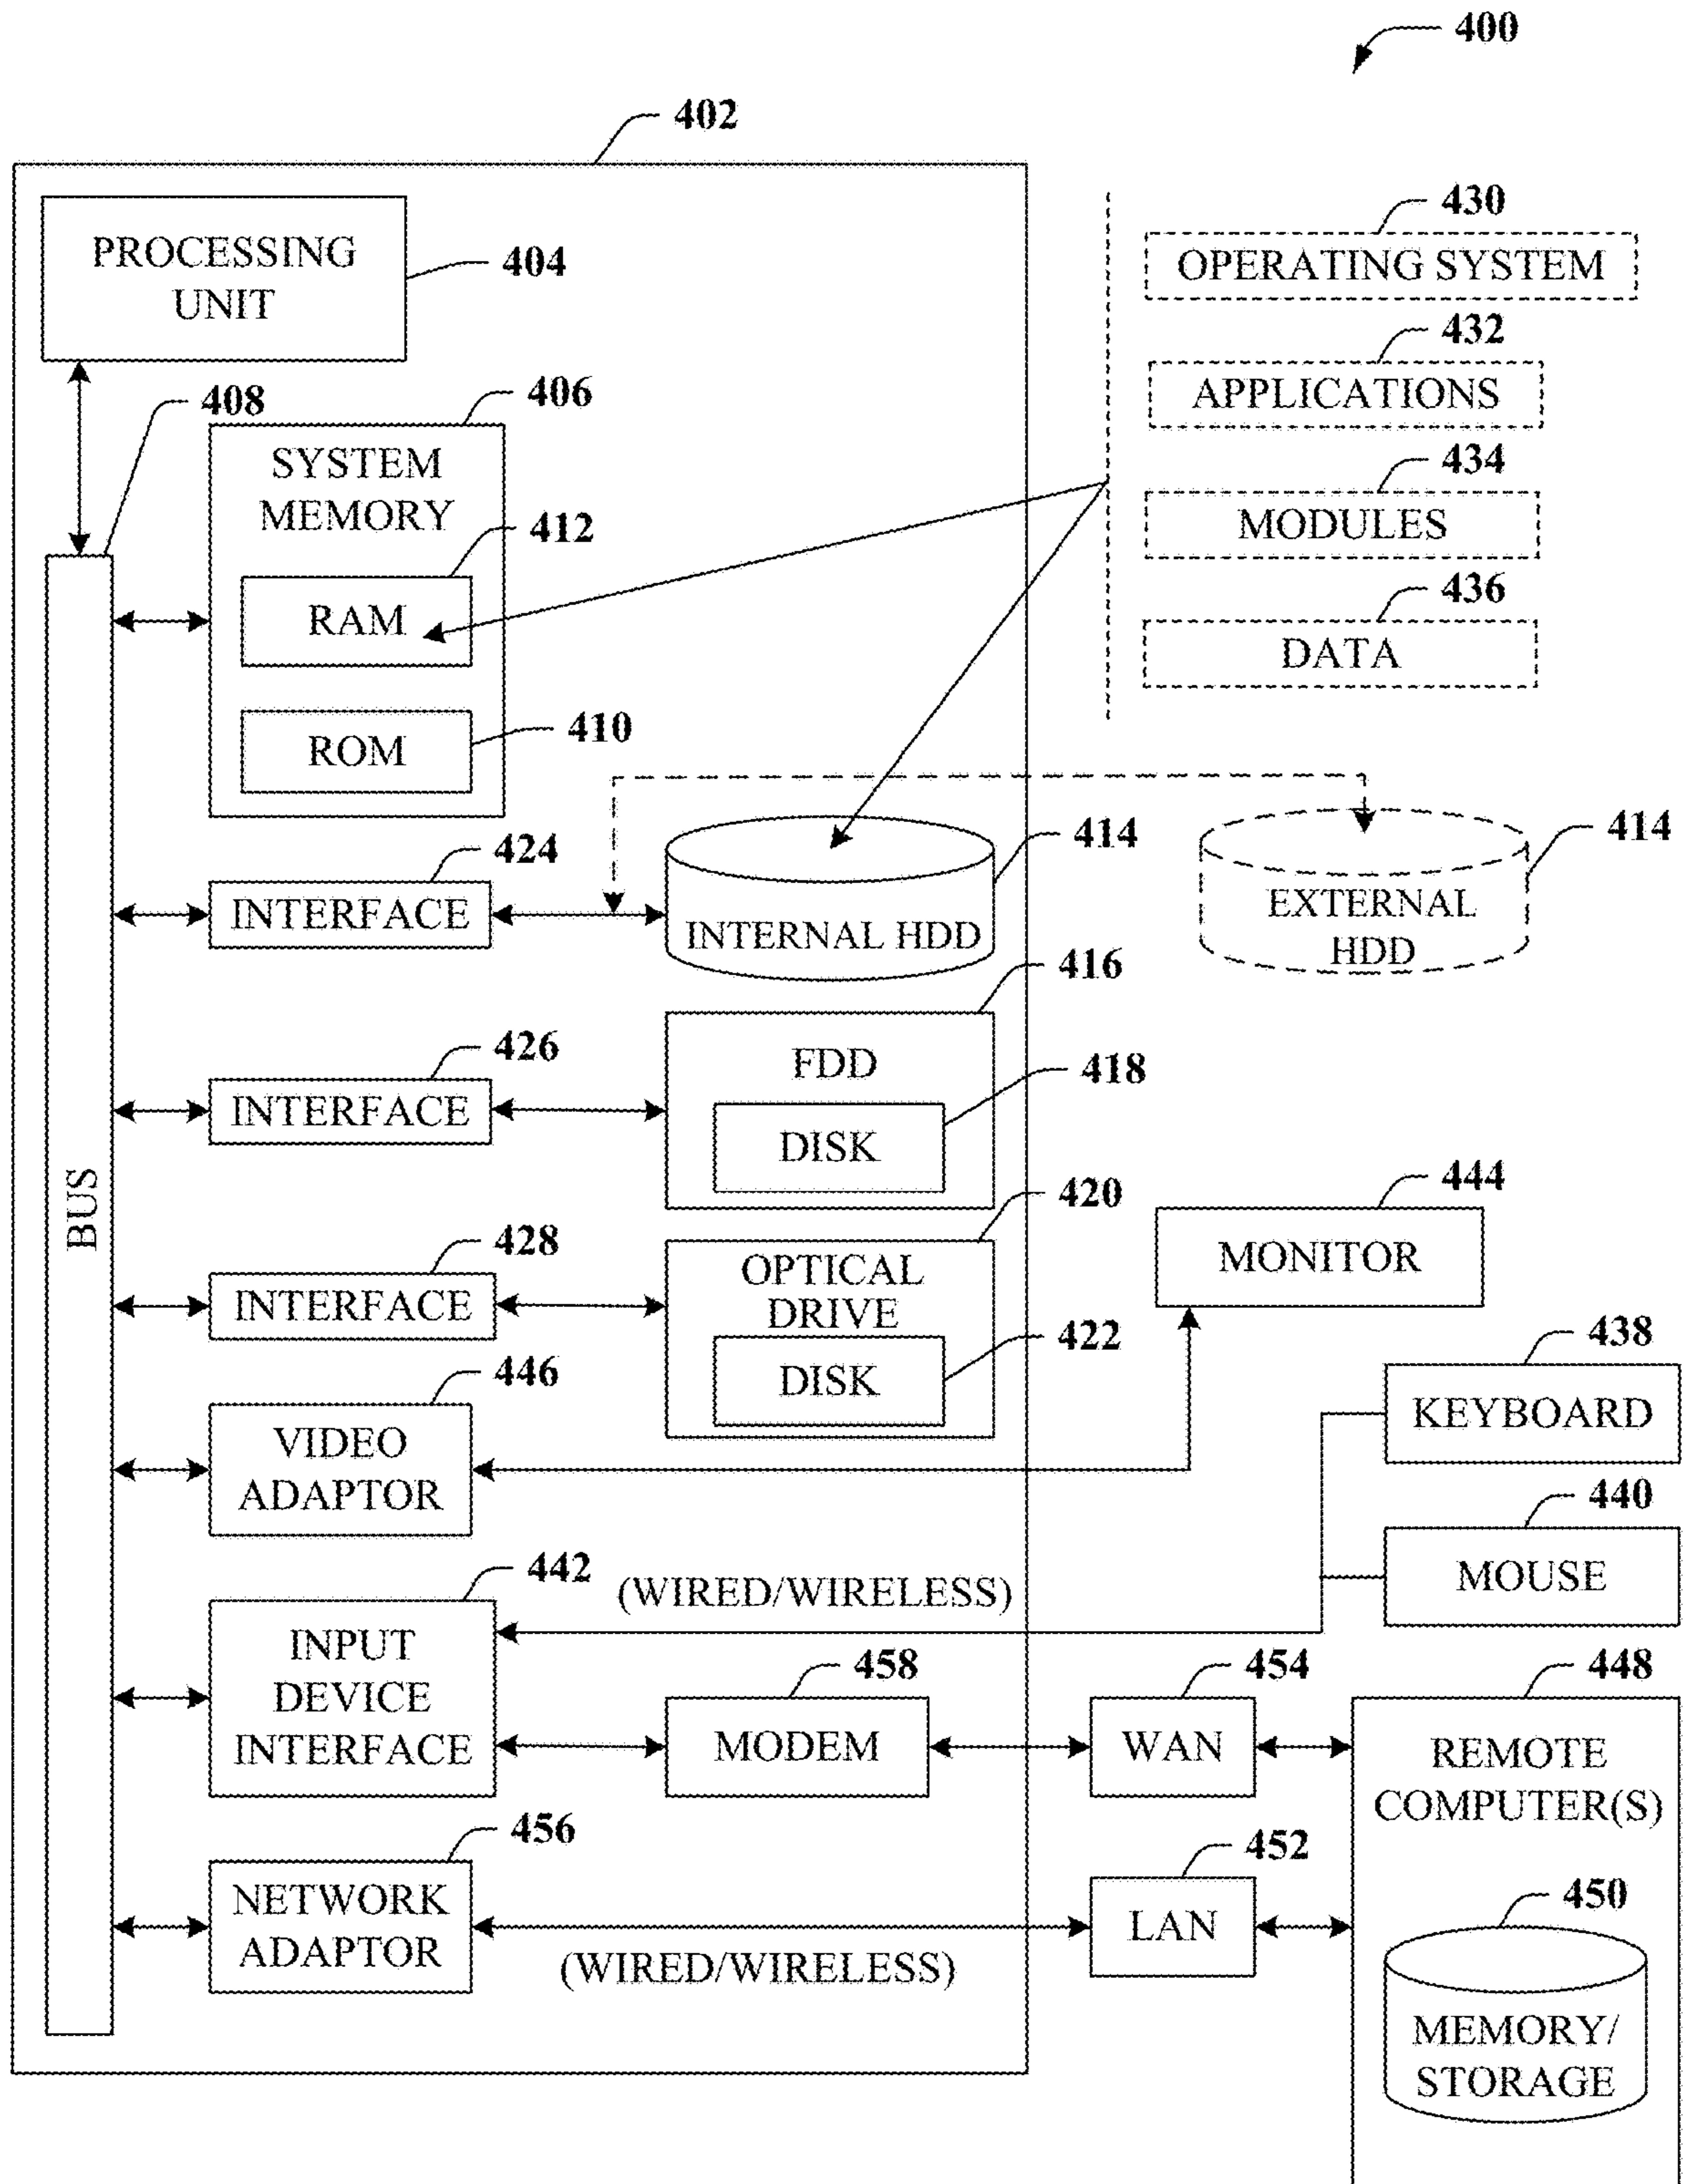 400
402
PROCESSING
UNIT
404
430
OPERATING SYSTEM
432
APPLICATIONS
434
MODULES
436
DATA
408
BUS
406
SYSTEM
MEMORY
412
RAM
410
ROM
424
INTERFACE
414
INTERNAL HDD
414
EXTERNAL
HDD
426
INTERFACE
416
FDD
418
DISK
428
INTERFACE
420
OPTICAL
DRIVE
422
DISK
444
MONITOR
446
VIDEO
ADAPTOR
438
KEYBOARD
440
MOUSE
442
INPUT
DEVICE
INTERFACE
(WIRED/WIRELESS)
458
MODEM
454
WAN
448
REMOTE
COMPUTER(S)
456
NETWORK
ADAPTOR
(WIRED/WIRELESS)
452
LAN
450
MEMORY/
STORAGE